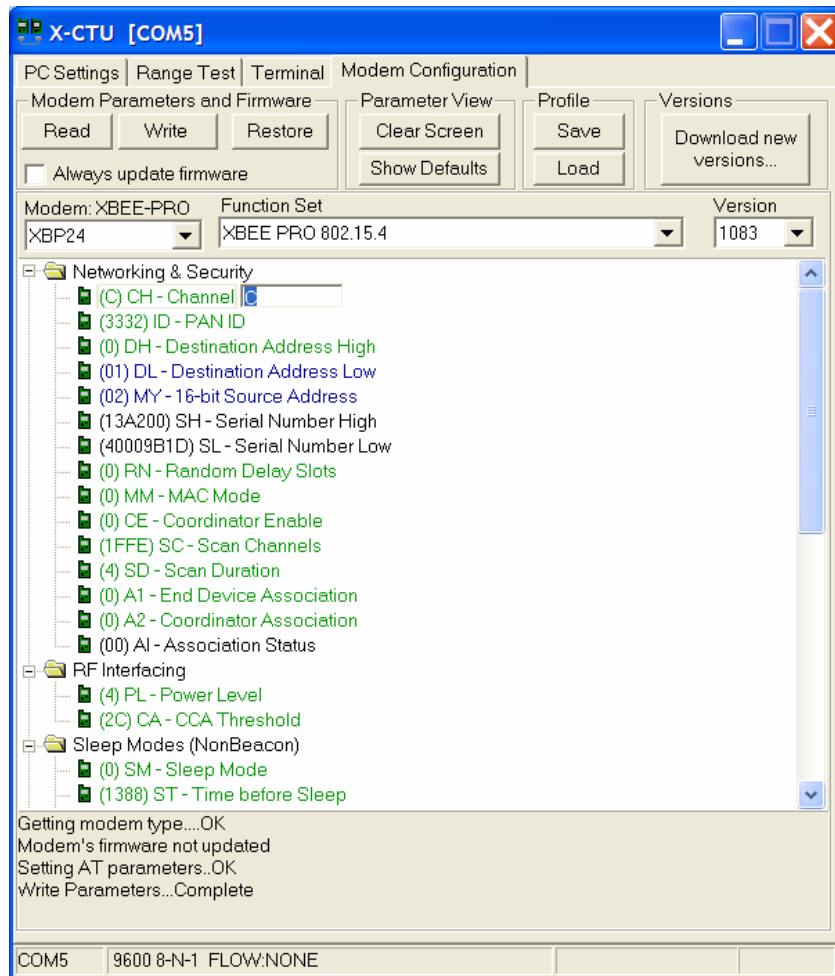 X-CTU [COM5]
PC Settings Range Test Terminal Modem Configuration
Modem Parameters and Firmware Parameter View Profile Versions
Read Write Restore Clear Screen Save Download new versions...
Always update firmware Show Defaults Load
Modem: XBEE-PRO Function Set Version
XBP24 XBEE PRO 802.15.4 1083
Networking & Security
(C) CH - Channel C
(3332) ID - PAN ID
(0) DH - Destination Address High
(01) DL - Destination Address Low
(02) MY - 16-bit Source Address
(13A200) SH - Serial Number High
(40009B1D) SL - Serial Number Low
(0) RN - Random Delay Slots
(0) MM - MAC Mode
(0) CE - Coordinator Enable
(1FFE) SC - Scan Channels
(4) SD - Scan Duration
(0) A1 - End Device Association
(0) A2 - Coordinator Association
(00) AI - Association Status
RF Interfacing
(4) PL - Power Level
(2C) CA - CCA Threshold
Sleep Modes (NonBeacon)
(0) SM - Sleep Mode
(1388) ST - Time before Sleep
Getting modem type....OK
Modem's firmware not updated
Setting AT parameters..OK
Write Parameters...Complete
COM5 9600 8-N-1 FLOW:NONE